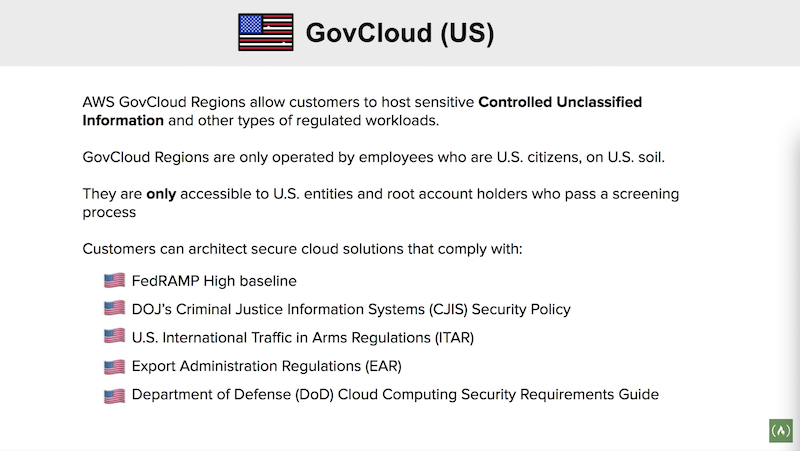 GovCloud (US)
AWS GovCloud Regions allow customers to host sensitive Controlled Unclassified
Information and other types of regulated workloads.
GovCloud Regions are only operated by employees who are U.S. citizens, on U.S. soil.
They are only accessible to U.S. entities and root account holders who pass a screening
process
Customers can architect secure cloud solutions that comply with:
FedRAMP High baseline
DOJ's Criminal Justice Information Systems (CJIS) Security Policy
U.S. International Traffic in Arms Regulations (ITAR)
Export Administration Regulations (EAR)
Department of Defense (DoD) Cloud Computing Security Requirements Guide